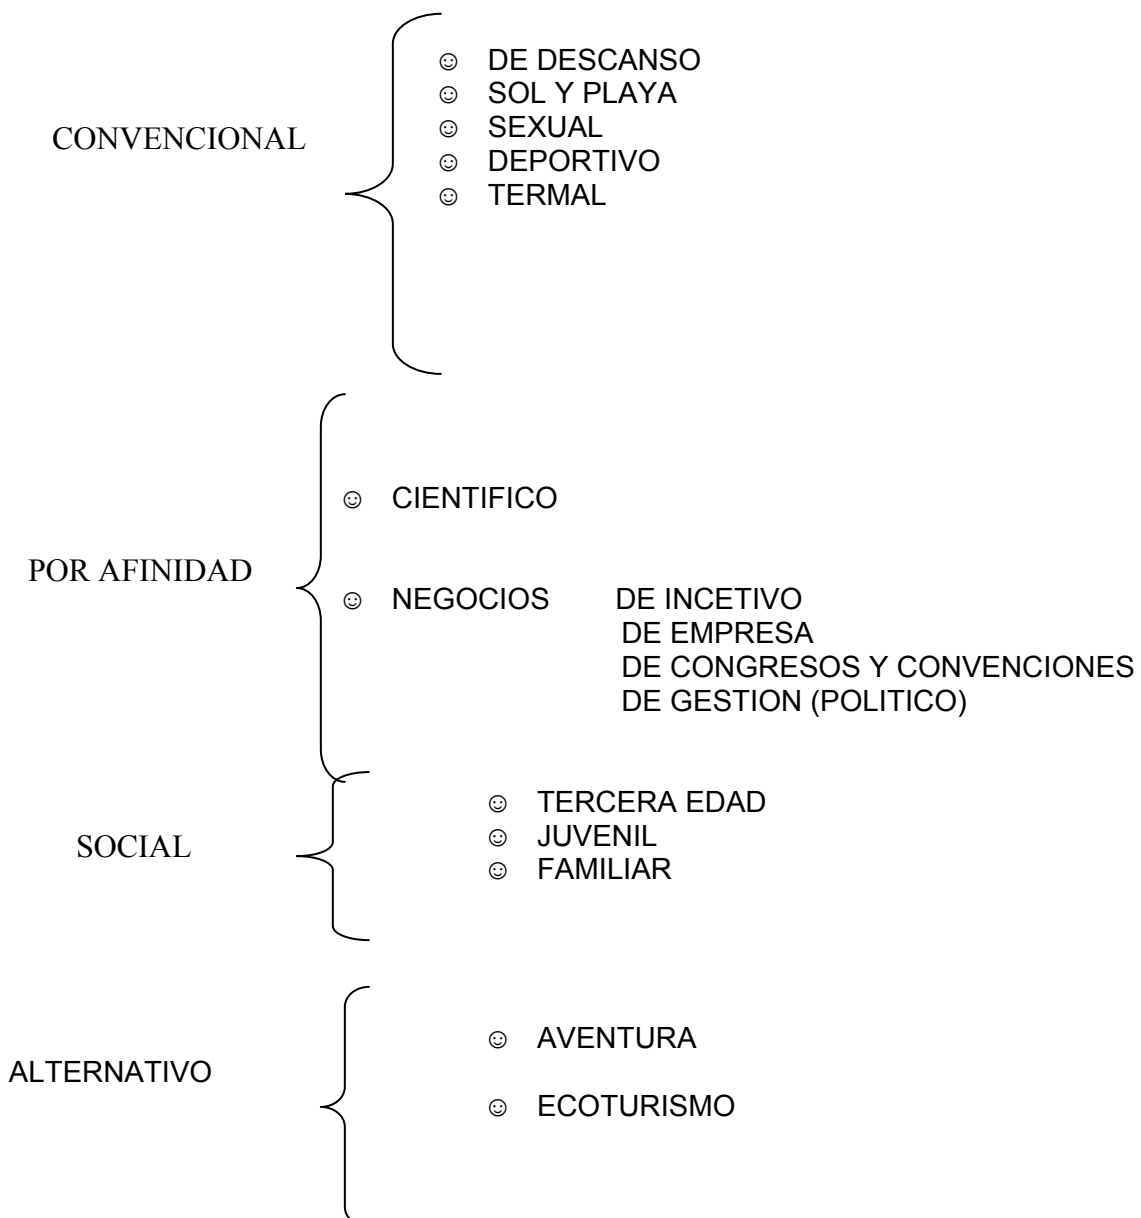 CONVENCIONAL
☺ DE DESCANSO
☺ SOL Y PLAYA
☺ SEXUAL
☺ DEPORTIVO
☺ TERMAL
POR AFINIDAD
☺ CIENTIFICO
☺ NEGOCIOS DE INCETIVO
DE EMPRESA
DE CONGRESOS Y CONVENCIONES
DE GESTION (POLITICO)
SOCIAL
☺ TERCERA EDAD
☺ JUVENIL
☺ FAMILIAR
ALTERNATIVO
☺ AVENTURA
☺ ECOTURISMO